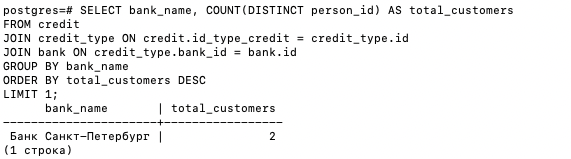 postgres=# SELECT bank_name, COUNT(DISTINCT person_id) AS total_customers
FROM credit
JOIN credit_type ON credit.id_type_credit = credit_type.id
JOIN bank ON credit_type.bank_id = bank.id
GROUP BY bank_name
ORDER BY total_customers DESC
LIMIT 1;
      bank_name       | total_customers
----------------------+-----------------
 Банк Санкт-Петербург |               2
(1 строка)